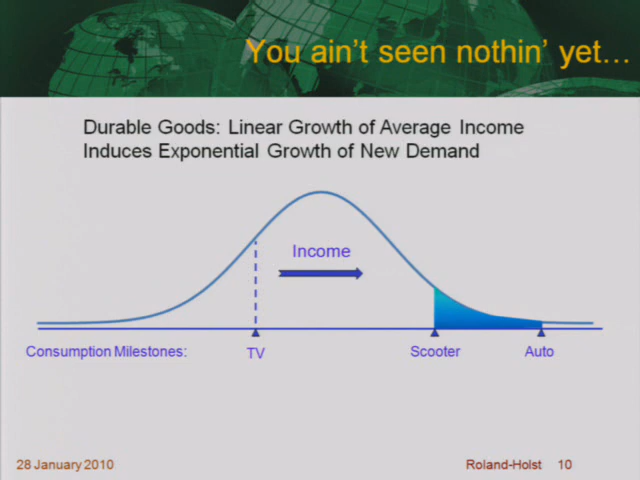 You ain't seen nothin' yet…
Durable Goods: Linear Growth of Average Income
Induces Exponential Growth of New Demand
Income
Consumption Milestones: TV Scooter Auto
28 January 2010 Roland-Holst 10